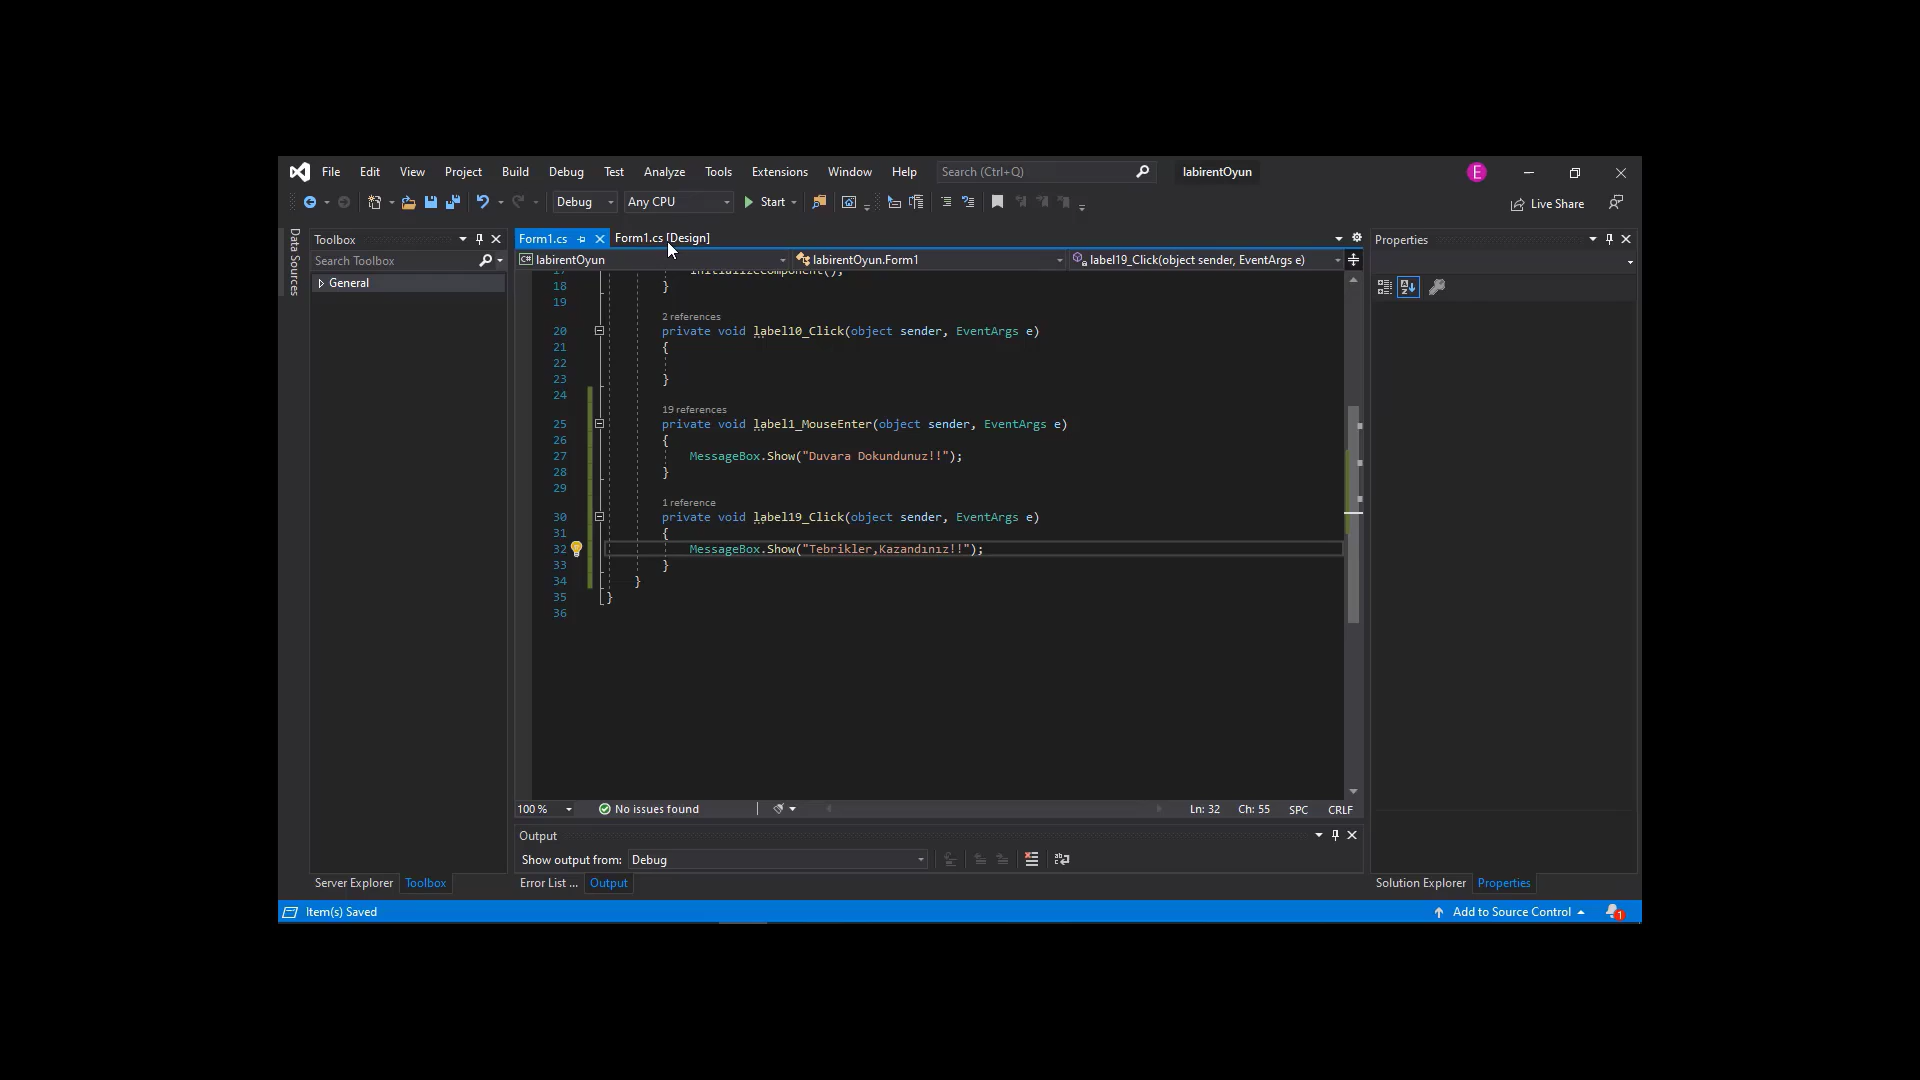 File Edit View Project Build Debug Test Analyze Tools Extensions Window Help Search (Ctrl+Q) labirentOyun E
Debug Any CPU Start Live Share
Data Sources
Toolbox
Search Toolbox
General
Form1.cs Form1.cs [Design]
labirentOyun labirentOyun.Form1 label19_Click(object sender, EventArgs e)
17 InitializeComponent();
18 }
19
2 references
20 private void label10_Click(object sender, EventArgs e)
21 {
22
23 }
24
19 references
25 private void label1_MouseEnter(object sender, EventArgs e)
26 {
27 MessageBox.Show("Duvara Dokundunuz!!");
28 }
29
1 reference
30 private void label19_Click(object sender, EventArgs e)
31 {
32 MessageBox.Show("Tebrikler,Kazandınız!!");
33 }
34 }
35 }
36
100 % No issues found Ln: 32 Ch: 55 SPC CRLF
Output
Show output from: Debug
Properties
Server Explorer Toolbox Error List ... Output Solution Explorer Properties
Item(s) Saved Add to Source Control 1